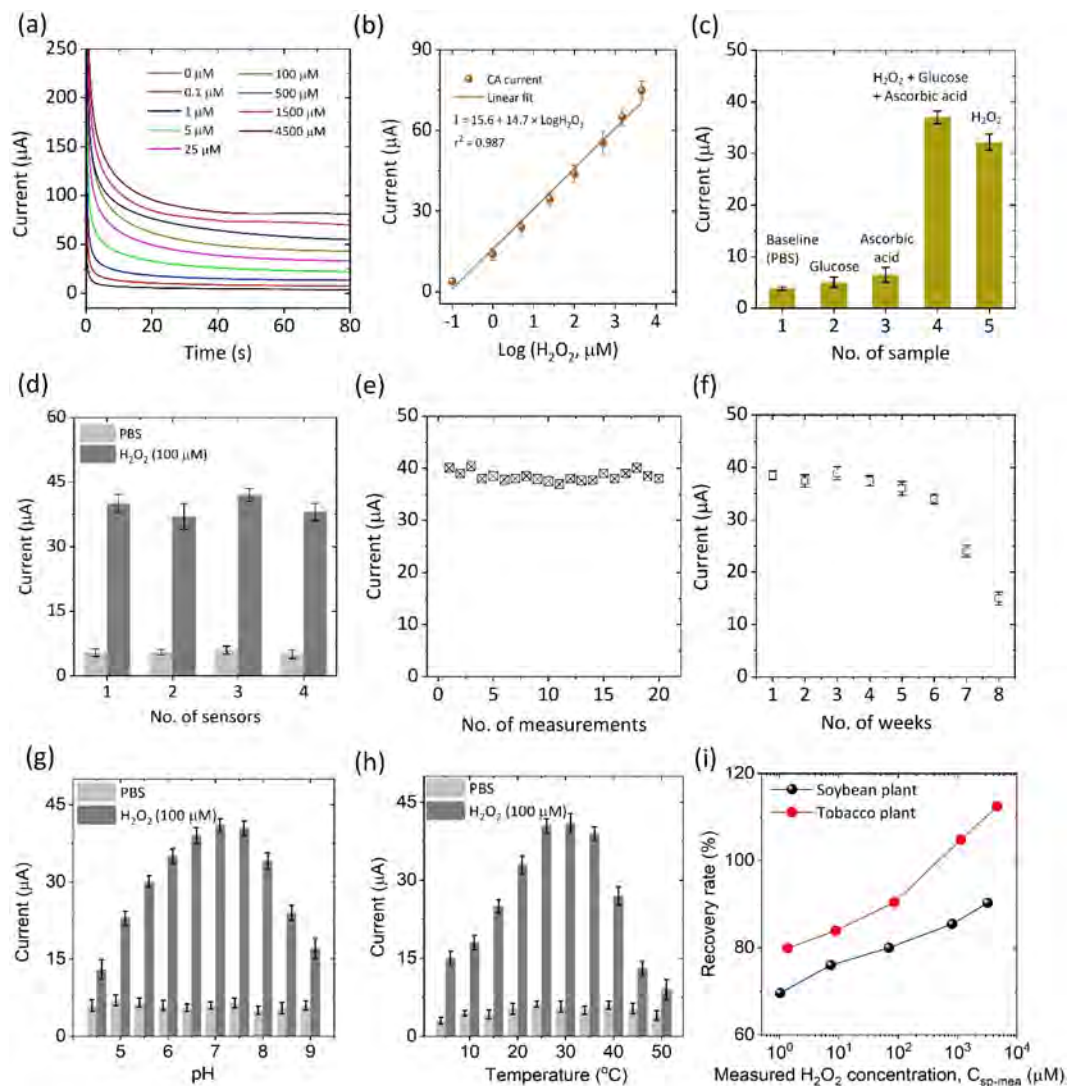 (a)
250
200
150
100
50
0
Current (μA)
0 μM
0.1 μM
1 μM
5 μM
25 μM
100 μM
500 μM
1500 μM
4500 μM
0 20 40 60 80
Time (s)
(b)
90
60
30
0
Current (μA)
CA current
Linear fit
I = 15.6 + 14.7 × LogH₂O₂
r² = 0.987
-1 0 1 2 3 4
Log (H₂O₂, μM)
(c)
50
40
30
20
10
0
Current (μA)
H₂O₂ + Glucose
+ Ascorbic acid
H₂O₂
Baseline
(PBS)
Glucose
Ascorbic
acid
1 2 3 4 5
No. of sample
(d)
60
45
30
15
0
Current (μA)
PBS
H₂O₂ (100 μM)
1 2 3 4
No. of sensors
(e)
50
40
30
20
10
0
Current (μA)
0 5 10 15 20
No. of measurements
(f)
50
40
30
20
10
0
Current (μA)
1 2 3 4 5 6 7 8
No. of weeks
(g)
45
30
15
0
Current (μA)
PBS
H₂O₂ (100 μM)
5 6 7 8 9
pH
(h)
45
30
15
0
Current (μA)
PBS
H₂O₂ (100 μM)
10 20 30 40 50
Temperature (°C)
(i)
120
100
80
60
Recovery rate (%)
Soybean plant
Tobacco plant
10⁰ 10¹ 10² 10³ 10⁴
Measured H₂O₂ concentration, Csp-mea (μM)